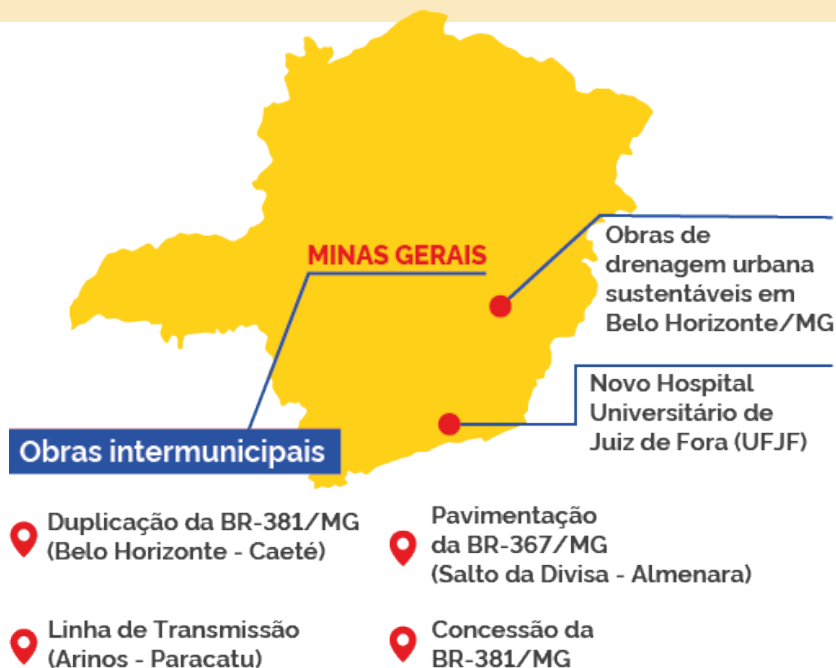 MINAS GERAIS
Obras de
drenagem urbana
sustentáveis em
Belo Horizonte/MG
Novo Hospital
Universitário de
Juiz de Fora (UFJF)
Obras intermunicipais
Duplicação da BR-381/MG
(Belo Horizonte - Caeté)
Pavimentação
da BR-367/MG
(Salto da Divisa - Almenara)
Linha de Transmissão
(Arinos - Paracatu)
Concessão da
BR-381/MG